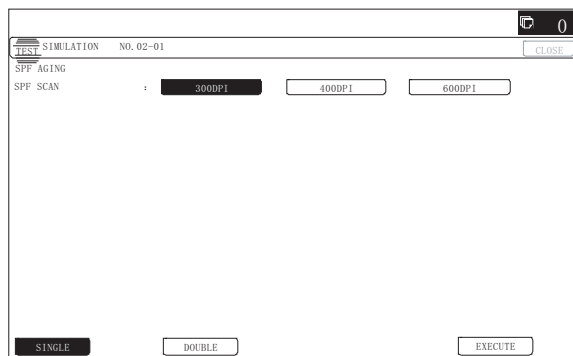 0
TEST SIMULATION NO.02-01 CLOSE
SPF AGING
SPF SCAN : 300DPI 400DPI 600DPI
SINGLE DOUBLE EXECUTE